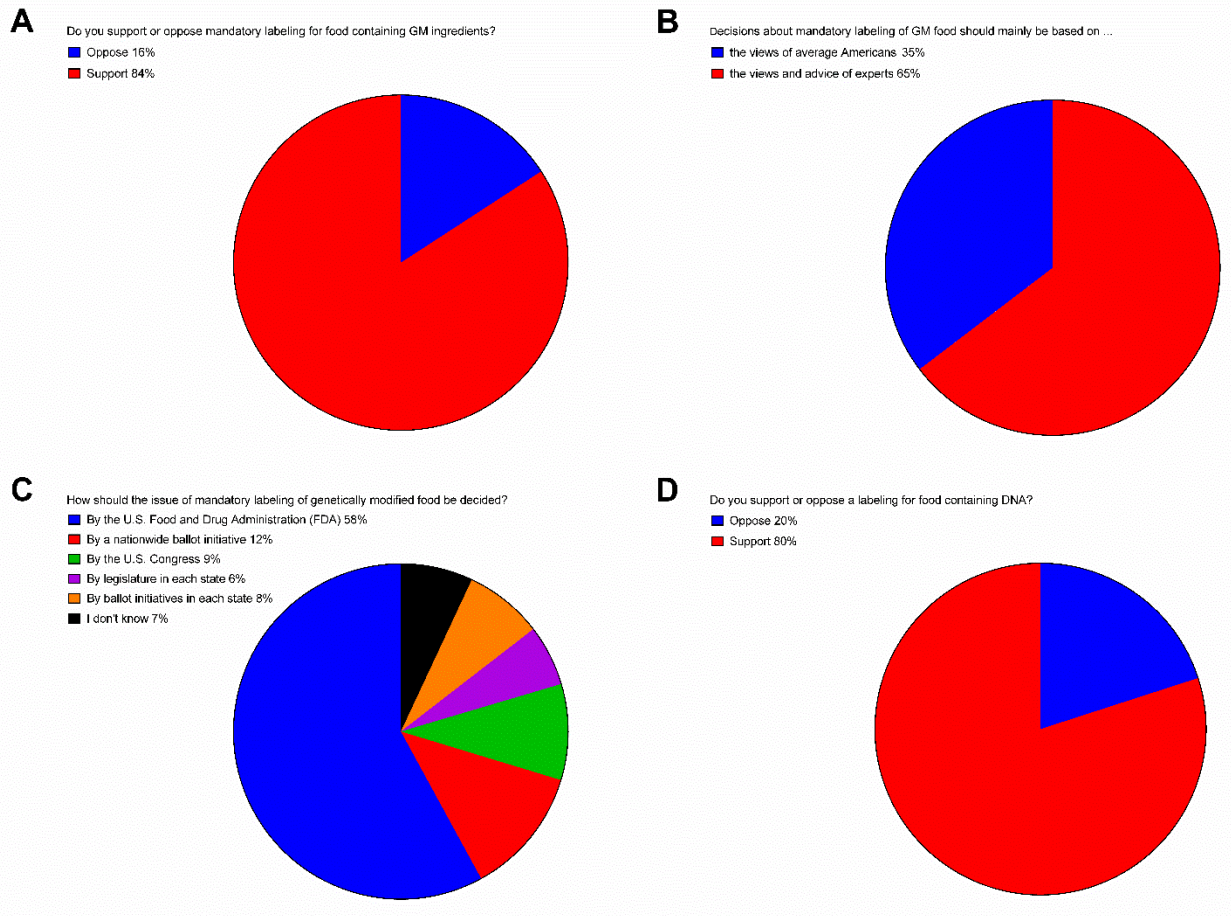 A
Do you support or oppose mandatory labeling for food containing GM ingredients?
Oppose 16%
Support 84%
B
Decisions about mandatory labeling of GM food should mainly be based on ...
the views of average Americans 35%
the views and advice of experts 65%
C
How should the issue of mandatory labeling of genetically modified food be decided?
By the U.S. Food and Drug Administration (FDA) 58%
By a nationwide ballot initiative 12%
By the U.S. Congress 9%
By legislature in each state 6%
By ballot initiatives in each state 8%
I don't know 7%
D
Do you support or oppose a labeling for food containing DNA?
Oppose 20%
Support 80%